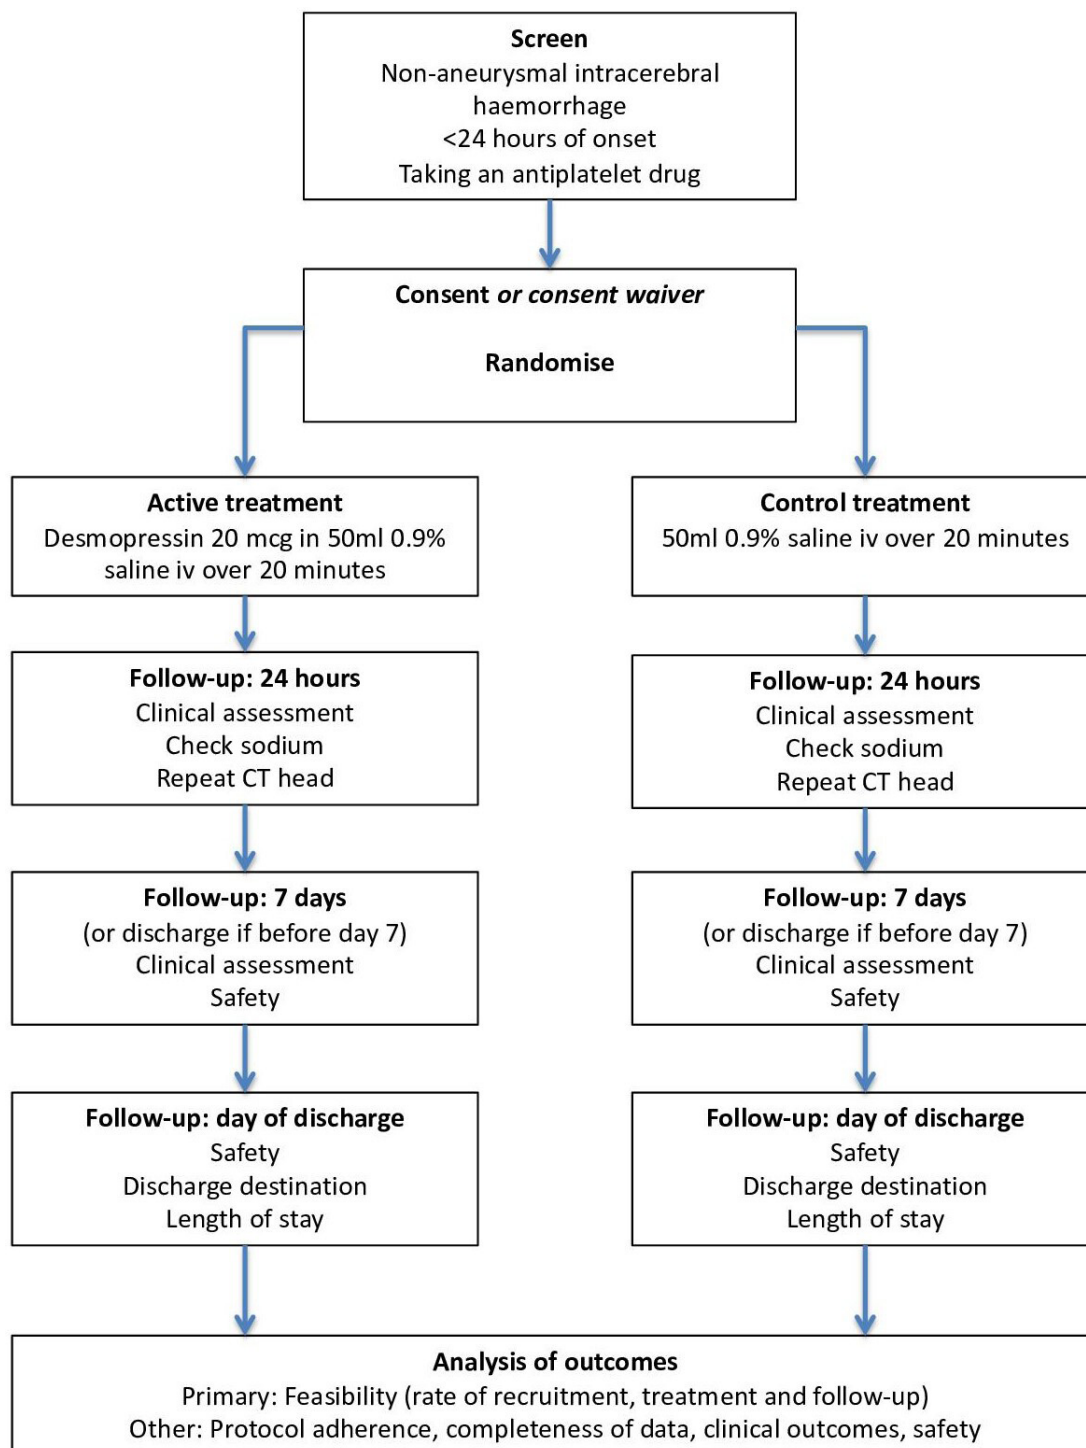 Screen
Non-aneurysmal intracerebral
haemorrhage
<24 hours of onset
Taking an antiplatelet drug
Consent or consent waiver
Randomise
Active treatment
Desmopressin 20 mcg in 50ml 0.9%
saline iv over 20 minutes
Control treatment
50ml 0.9% saline iv over 20 minutes
Follow-up: 24 hours
Clinical assessment
Check sodium
Repeat CT head
Follow-up: 24 hours
Clinical assessment
Check sodium
Repeat CT head
Follow-up: 7 days
(or discharge if before day 7)
Clinical assessment
Safety
Follow-up: 7 days
(or discharge if before day 7)
Clinical assessment
Safety
Follow-up: day of discharge
Safety
Discharge destination
Length of stay
Follow-up: day of discharge
Safety
Discharge destination
Length of stay
Analysis of outcomes
Primary: Feasibility (rate of recruitment, treatment and follow-up)
Other: Protocol adherence, completeness of data, clinical outcomes, safety